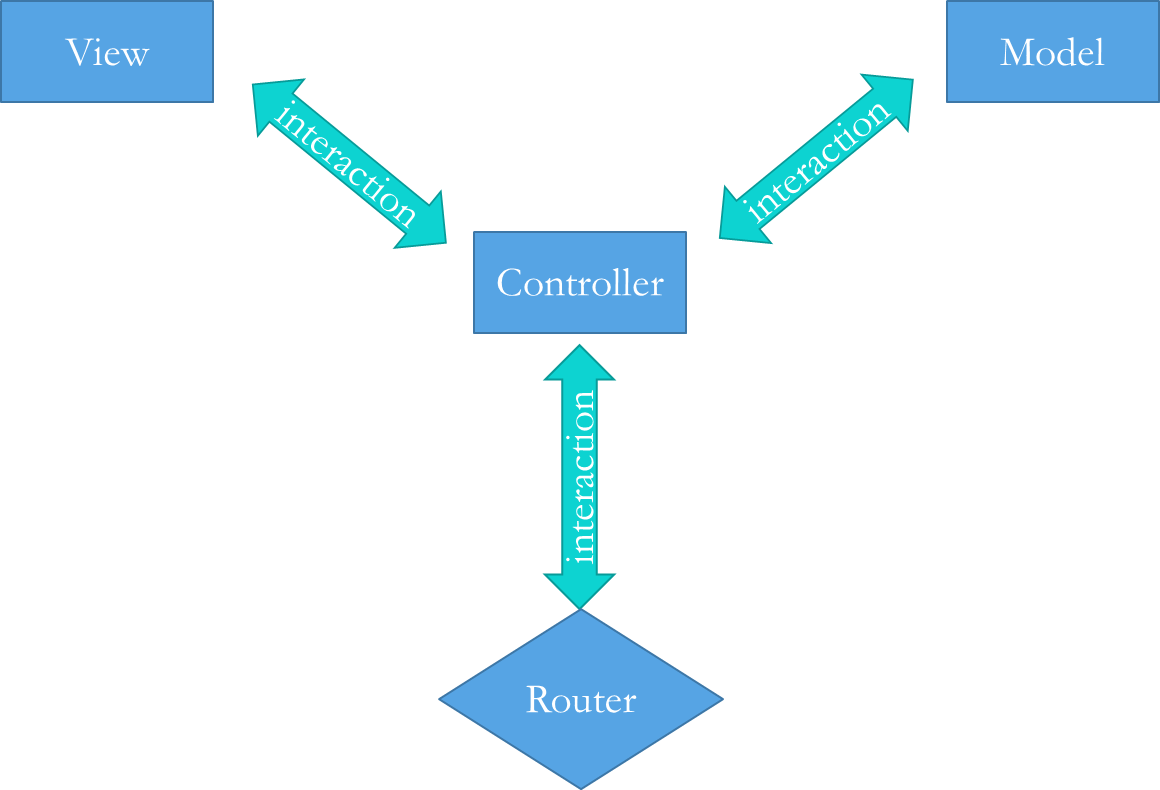 View
Model
interaction
interaction
Controller
interaction
Router